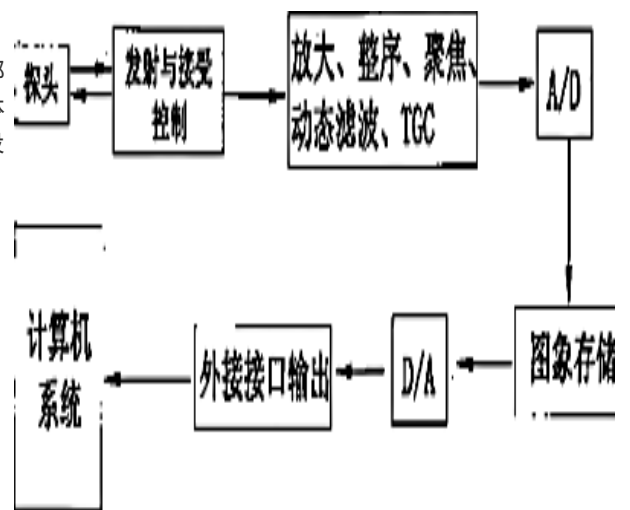 探头
发射与接受
控制
放大、整序、聚焦、
动态滤波、TGC
A/D
图象存储
D/A
外接接口输出
计算机
系统